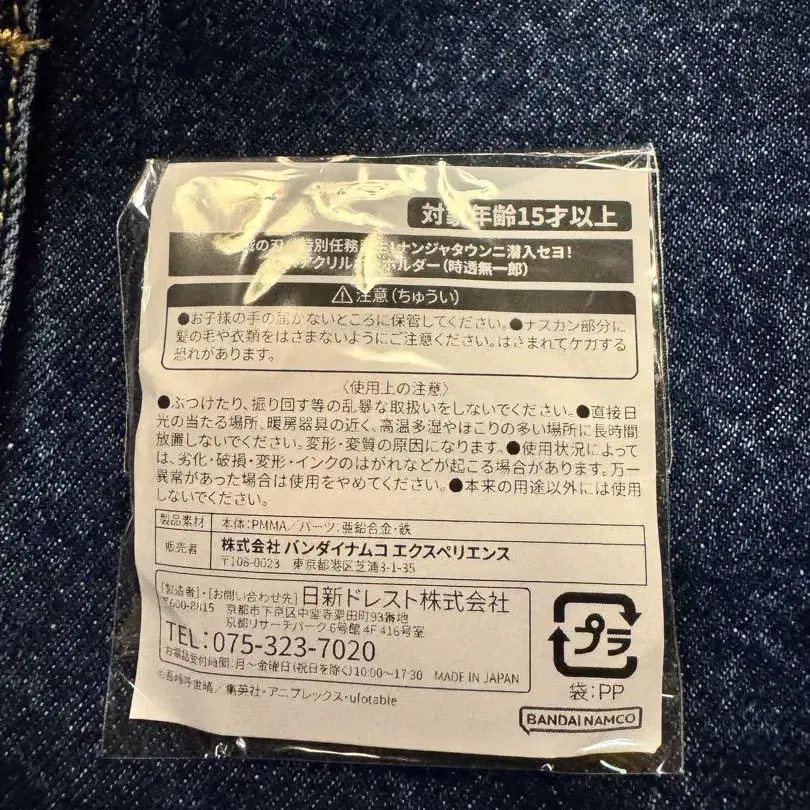 対象年齢15才以上
の刃 特別任務 ナンジャタウンニ潜入セヨ!
アクリル ホルダー(時透無一郎)
注意(ちゅうい)
●お子様の手の届かないところに保管してください。●ナスカン部分に
髪の毛や衣類をはさまないようにご注意ください。はさまれてケガする
恐れがあります。
〈使用上の注意〉
●ぶつけたり、振り回す等の乱暴な取扱いをしないでください。●直接日
光の当たる場所、暖房器具の近く、高温多湿やほこりの多い場所に長時間
放置しないでください。変形・変質の原因になります。●使用状況によって
は、劣化・破損・変形・インクのはがれなどが起こる場合があります。万一
異常があった場合は使用をやめてください。●本来の用途以外には使用
しないでください。
製品素材 本体:PMMA/パーツ:亜鉛合金・鉄
販売者 株式会社 バンダイナムコ エクスペリエンス
〒108-0023 東京都港区芝浦3-1-35
[製造者]・[お問い合わせ先] 日新ドレスト株式会社
〒600-8815 京都市下京区中堂寺粟田町93番地
京都リサーチパーク6号館 4F 416号室
TEL:075-323-7020
お電話受付時間:月~金曜日(祝日を除く)10:00~17:30 MADE IN JAPAN
©吾峠呼世晴/集英社・アニプレックス・ufotable
プラ
袋:PP
BANDAI NAMCO